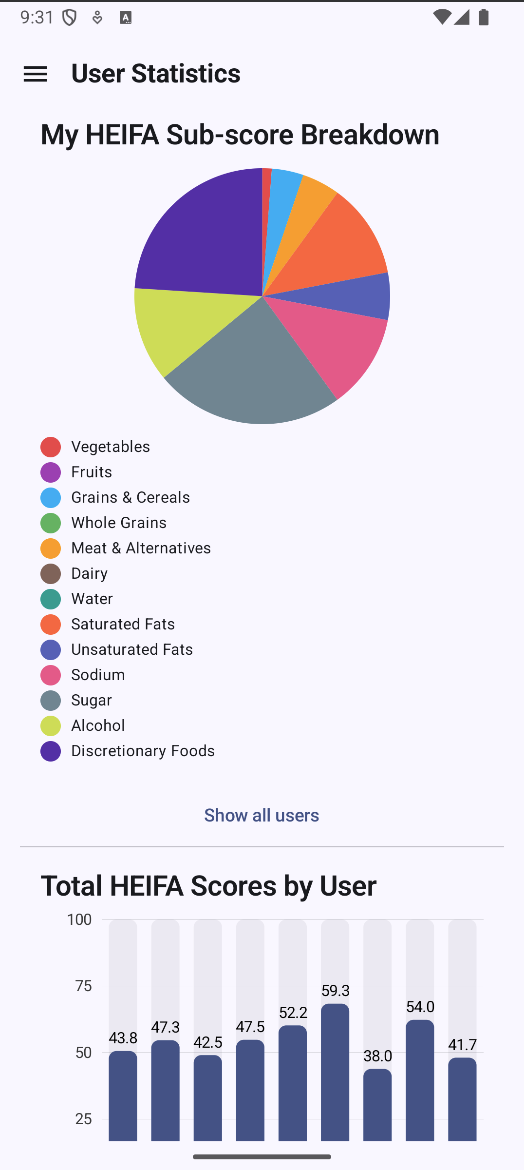 9:31
A
User Statistics
My HEIFA Sub-score Breakdown
Vegetables
Fruits
Grains & Cereals
Whole Grains
Meat & Alternatives
Dairy
Water
Saturated Fats
Unsaturated Fats
Sodium
Sugar
Alcohol
Discretionary Foods
Show all users
Total HEIFA Scores by User
100
75
50
25
43.8
47.3
42.5
47.5
52.2
59.3
38.0
54.0
41.7